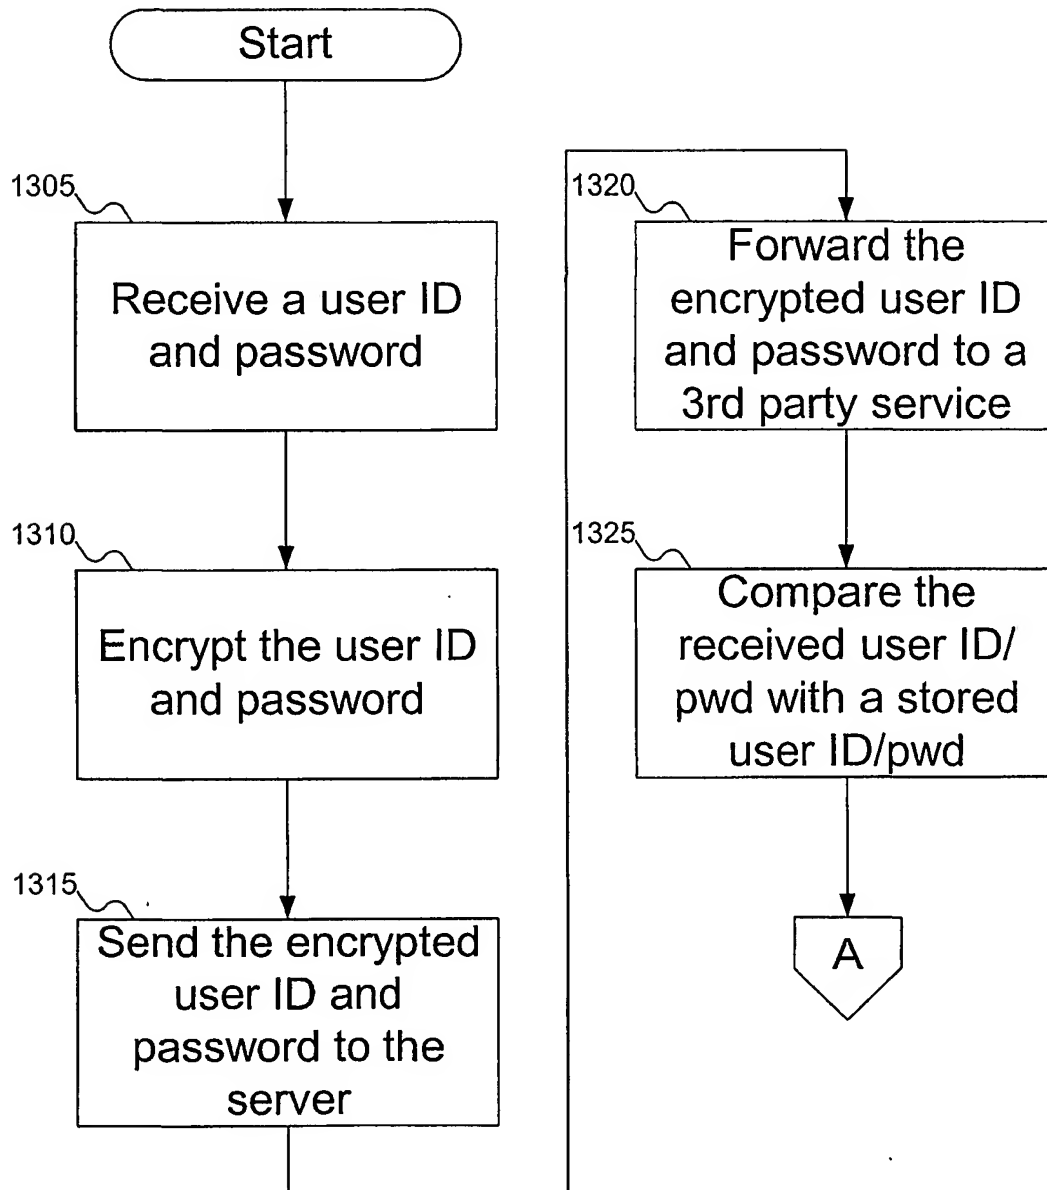 Start
1305
Receive a user ID
and password
1310
Encrypt the user ID
and password
1315
Send the encrypted
user ID and
password to the
server
1320
Forward the
encrypted user ID
and password to a
3rd party service
1325
Compare the
received user ID/
pwd with a stored
user ID/pwd
A